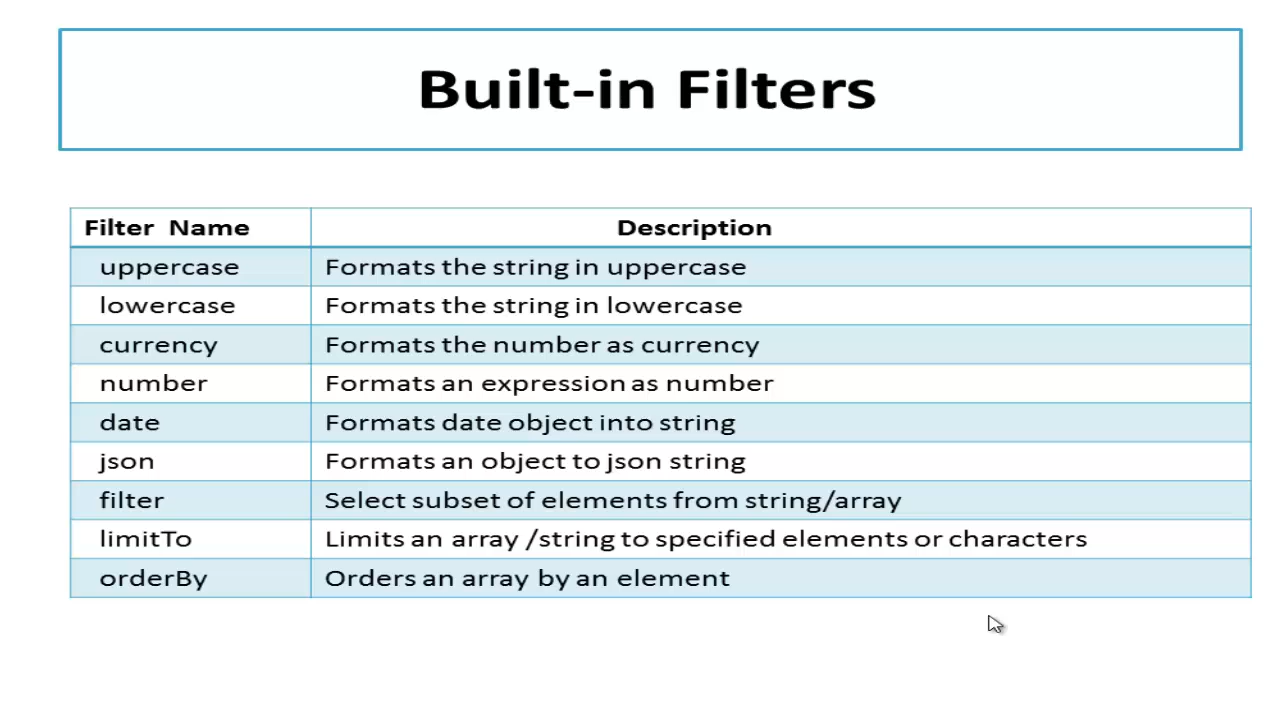 Built-in Filters
Filter Name Description
uppercase Formats the string in uppercase
lowercase Formats the string in lowercase
currency Formats the number as currency
number Formats an expression as number
date Formats date object into string
json Formats an object to json string
filter Select subset of elements from string/array
limitTo Limits an array /string to specified elements or characters
orderBy Orders an array by an element